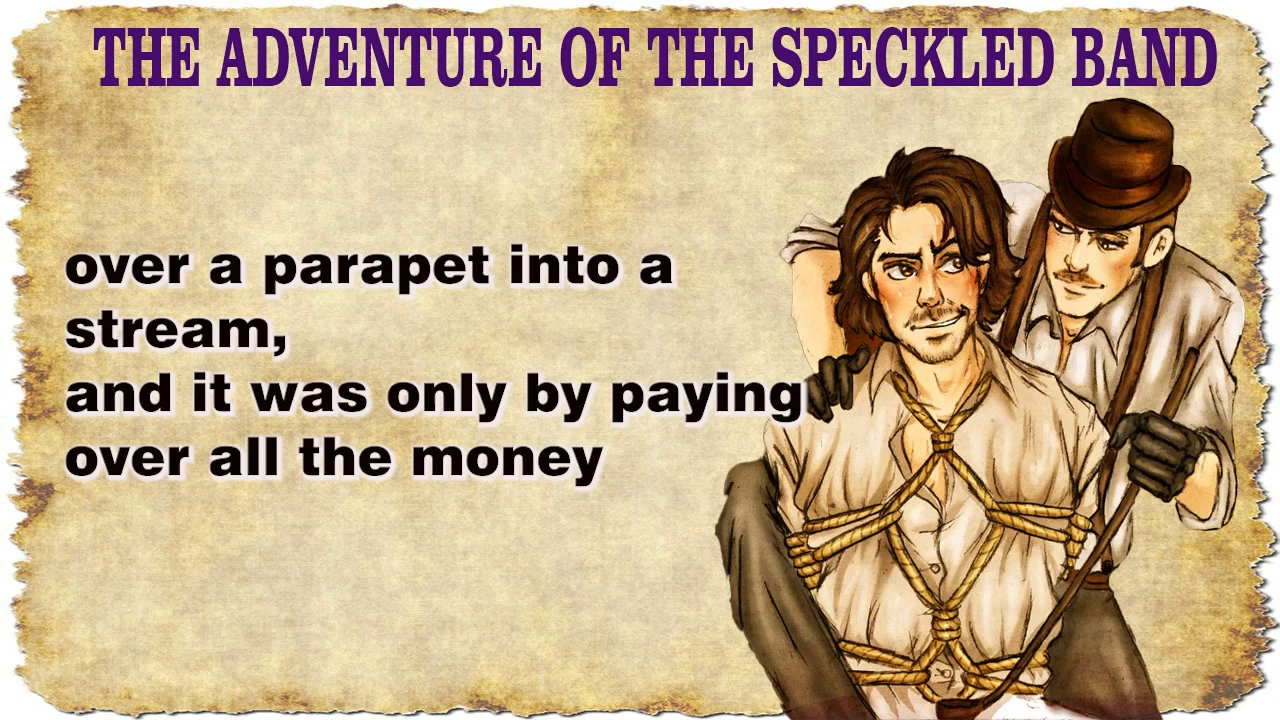 THE ADVENTURE OF THE SPECKLED BAND
over a parapet into a
stream,
and it was only by paying
over all the money